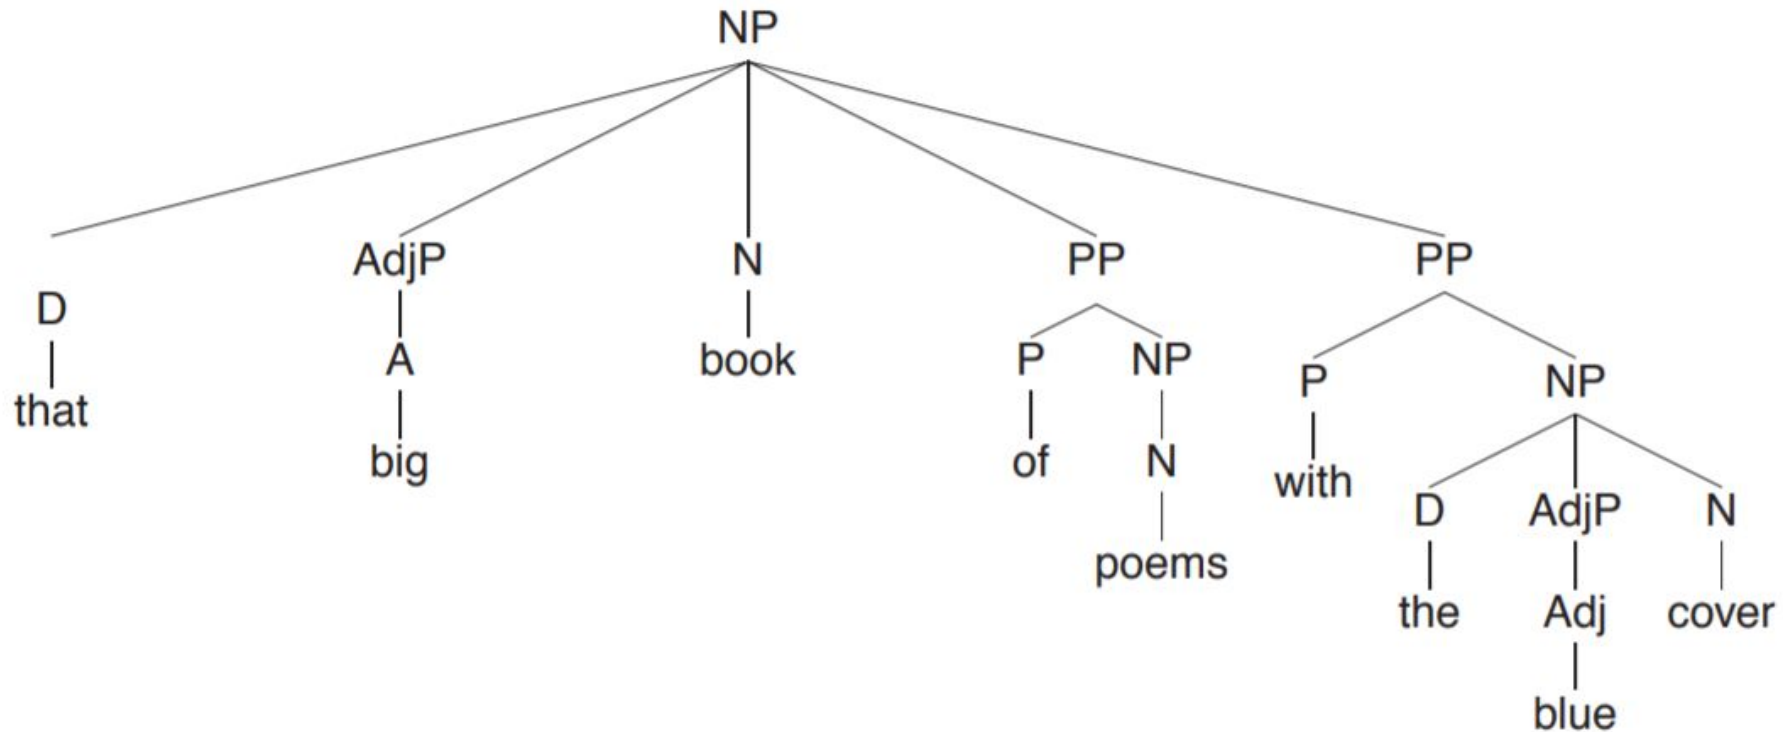 NP
AdjP N PP PP
D
A book P NP P NP
that
big of N with D AdjP N
poems
the Adj cover
blue